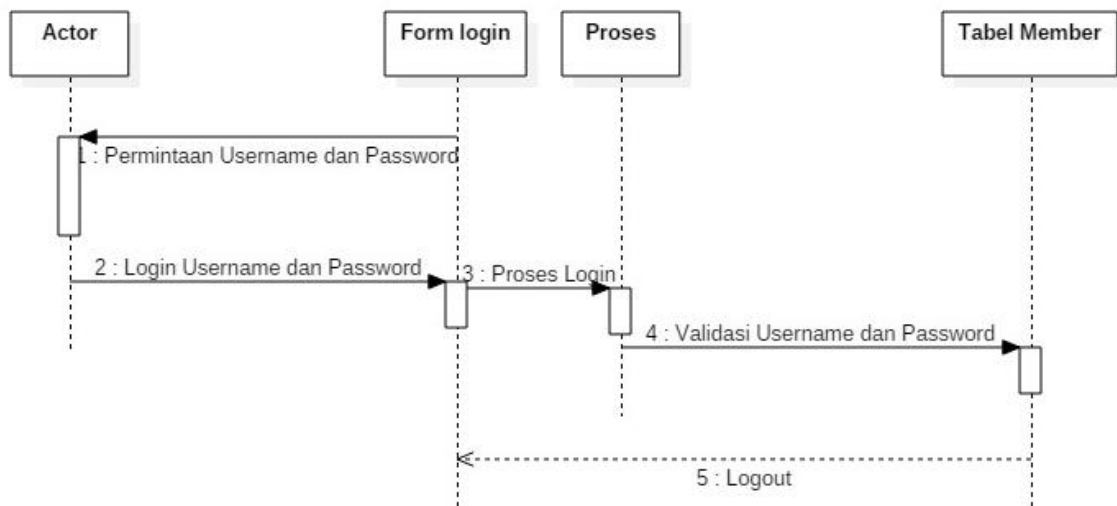 Actor
Form login
Proses
Tabel Member
1 : Permintaan Username dan Password
2 : Login Username dan Password
3 : Proses Login
4 : Validasi Username dan Password
5 : Logout